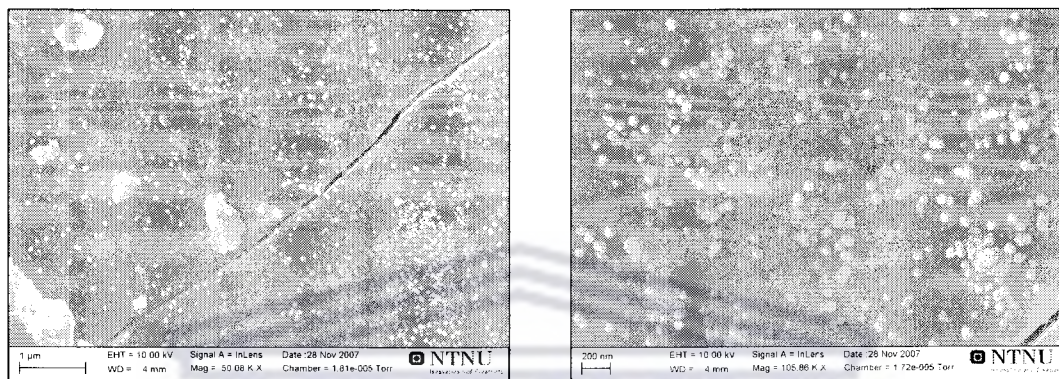 1 µm
EHT = 10.00 kV Signal A = InLens Date :28 Nov 2007
WD = 4 mm Mag = 50.08 K X Chamber = 1.81e-005 Torr
NTNU
200 nm
EHT = 10.00 kV Signal A = InLens Date :28 Nov 2007
WD = 4 mm Mag = 105.86 K X Chamber = 1.72e-005 Torr
NTNU